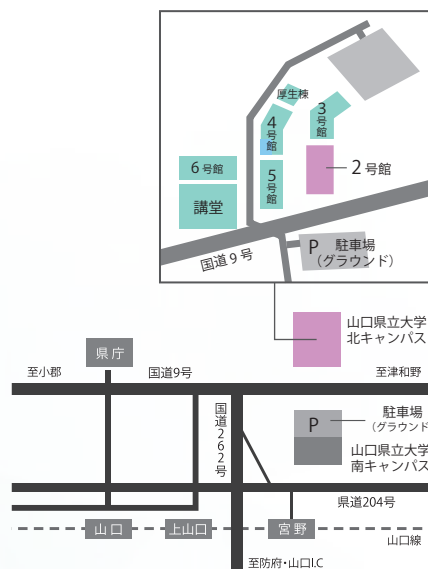 厚生棟
3号館
4号館
2号館
6号館
5号館
講堂
P 駐車場
（グラウンド）
国道9号
山口県立大学
北キャンパス
県庁
至小郡
国道9号
至津和野
国道262号
P
駐車場
（グラウンド
山口県立大学
南キャンパス
県道204号
山口
上山口
宮野
山口線
至防府・山口I.C